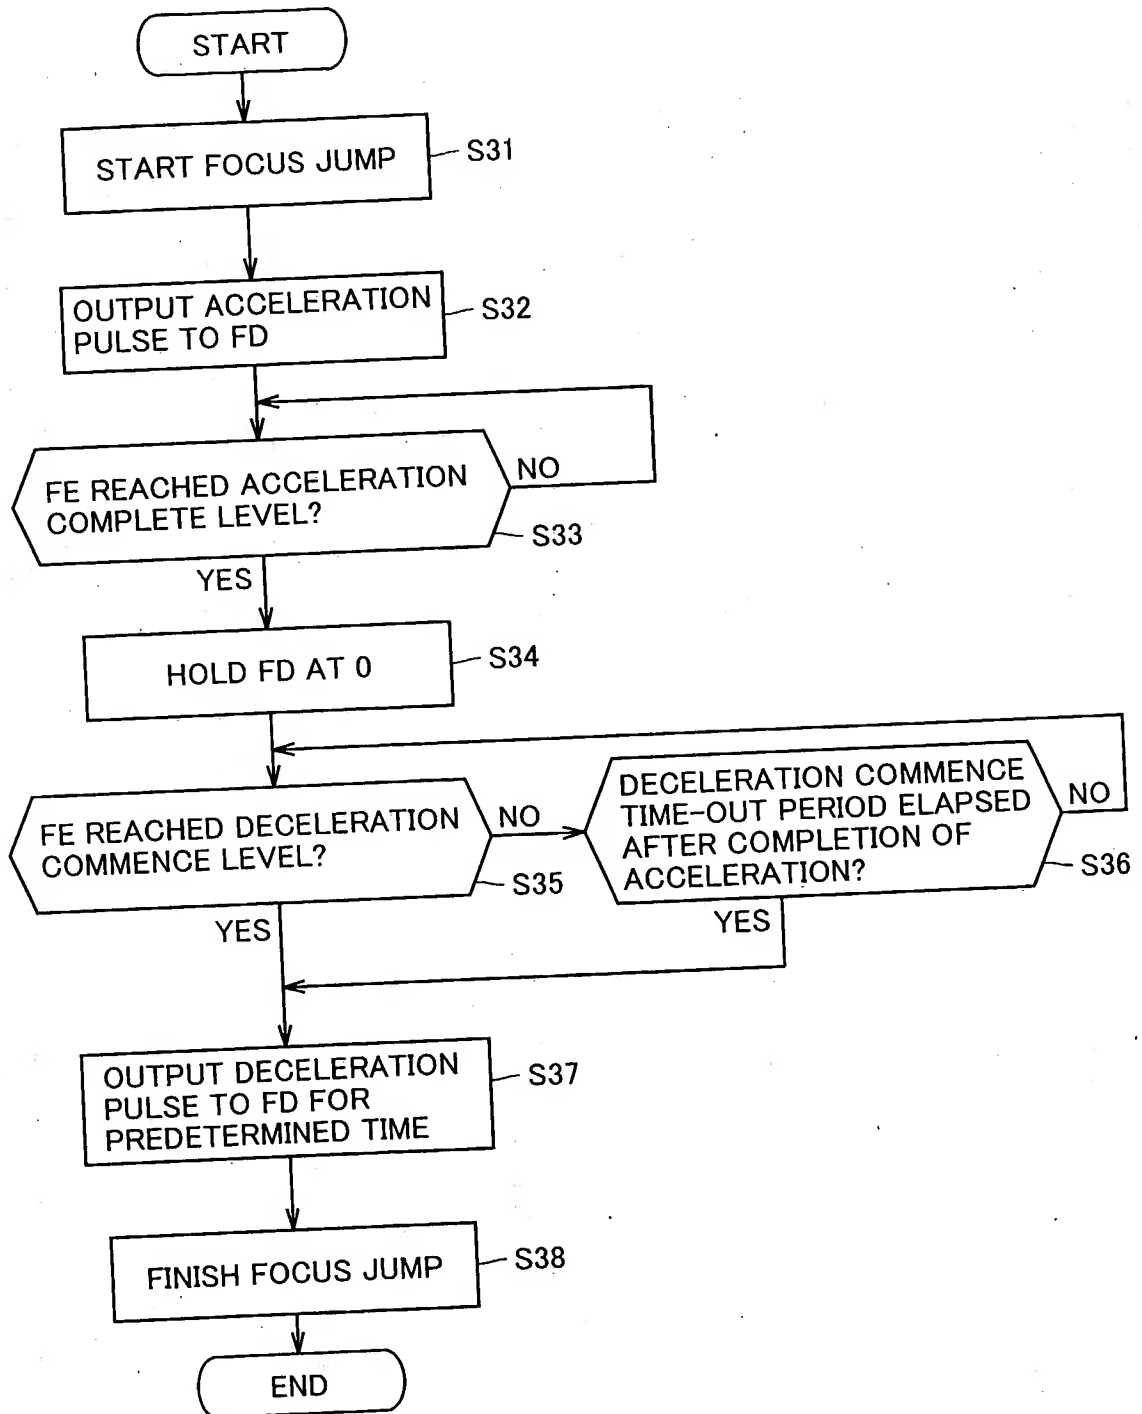 START
START FOCUS JUMP
S31
OUTPUT ACCELERATION
PULSE TO FD
S32
FE REACHED ACCELERATION
COMPLETE LEVEL?
NO
S33
YES
HOLD FD AT 0
S34
FE REACHED DECELERATION
COMMENCE LEVEL?
NO
S35
DECELERATION COMMENCE
TIME-OUT PERIOD ELAPSED
AFTER COMPLETION OF
ACCELERATION?
NO
S36
YES
YES
OUTPUT DECELERATION
PULSE TO FD FOR
PREDETERMINED TIME
S37
FINISH FOCUS JUMP
S38
END